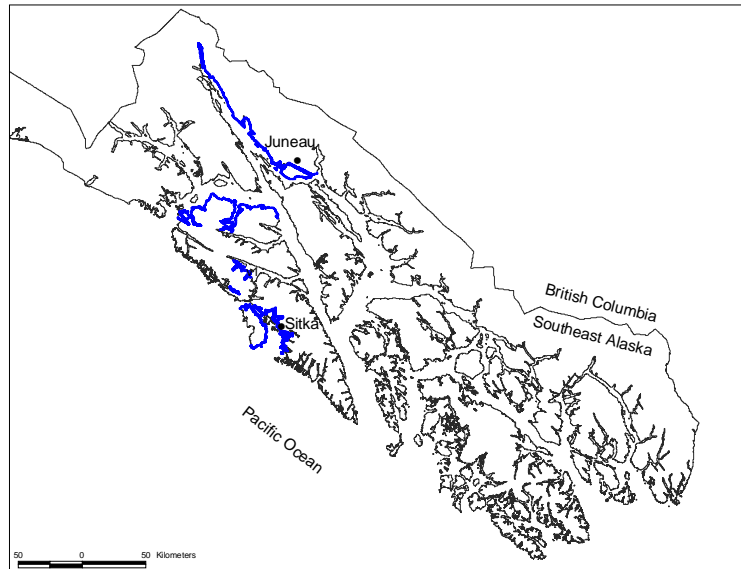 Juneau
British Columbia
Southeast Alaska
Sitka
Pacific Ocean
50 0 50 Kilometers